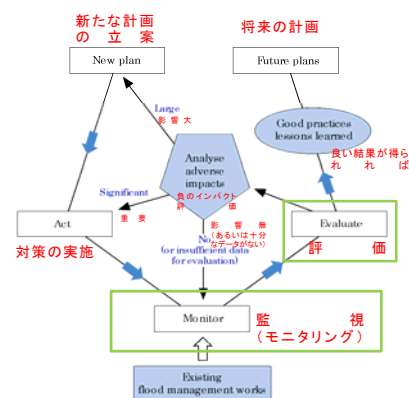 新たな計画
の立案
New plan
将来の計画
Future plans
Large
影響大
Good practices
lessons learned
良い結果が得ら
れれば
Analyse
adverse
impacts
負のインパクト
評価
Significant
重要
Act
対策の実施
影響無
(あるいは十分
なデータがない)
No
(or insufficient data
for evaluation)
Evaluate
評価
Monitor
監視
(モニタリング)
Existing
flood management works